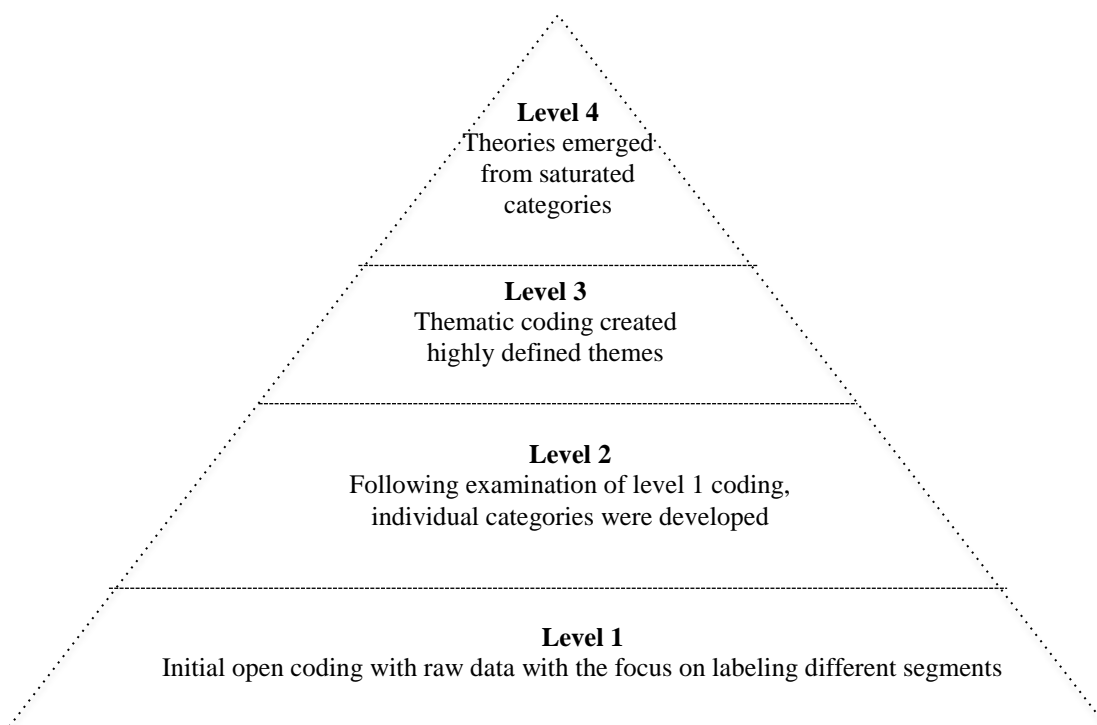 Level 4
Theories emerged
from saturated
categories
Level 3
Thematic coding created
highly defined themes
Level 2
Following examination of level 1 coding,
individual categories were developed
Level 1
Initial open coding with raw data with the focus on labeling different segments